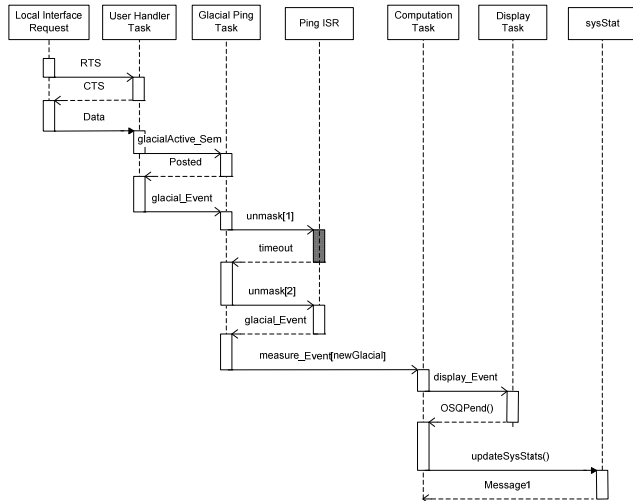 Local Interface
Request
User Handler
Task
Glacial Ping
Task
Ping ISR
Computation
Task
Display
Task
sysStat
RTS
CTS
Data
glacialActive_Sem
Posted
glacial_Event
unmask[1]
timeout
unmask[2]
glacial_Event
measure_Event[newGlacial]
display_Event
OSQPend()
updateSysStats()
Message1